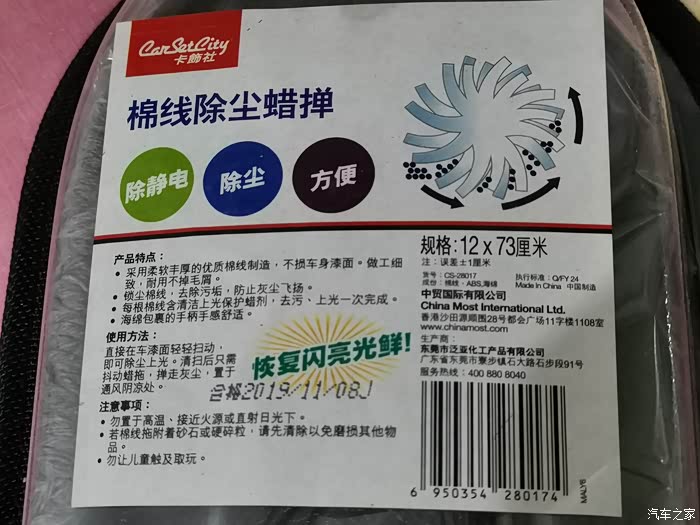 CarSetCity
卡飾社
棉线除尘蜡掸
除静电
除尘
方便
规格:12 x 73厘米
注：误差±1厘米
货号：CS-28017
执行标准：Q/FY 24
成份：棉线、ABS,海绵
Made In China 中国制造
中贸国际有限公司
China Most International Ltd.
香港沙田源顺围28号都会广场11字楼1108室
www.chinamost.com
生产商：
东莞市泛亚化工产品有限公司
广东省东莞市寮步镇石大路石步段91号
服务热线：400 880 8040
产品特点：
• 采用柔软丰厚的优质棉线制造，不损车身漆面。做工细
致，耐用不掉毛屑。
• 锁尘棉线，去除污垢，防止灰尘飞扬。
• 每根棉线含清洁上光保护蜡剂，去污、上光一次完成。
• 海绵包裹的手柄手感舒适。
使用方法：
直接在车漆面轻轻扫动，
即可除尘上光。清扫后只需
抖动蜡拖，掸走灰尘，置于
通风阴凉处。
恢复闪亮光鲜!
合格2019/11/08J
注意事项：
• 勿置于高温、接近火源或直射日光下。
• 若棉线拖附着砂石或硬碎粒，请先清除以免磨损其他物
品。
• 勿让儿童触及取玩。
6 950354 280174
MALYB
汽车之家